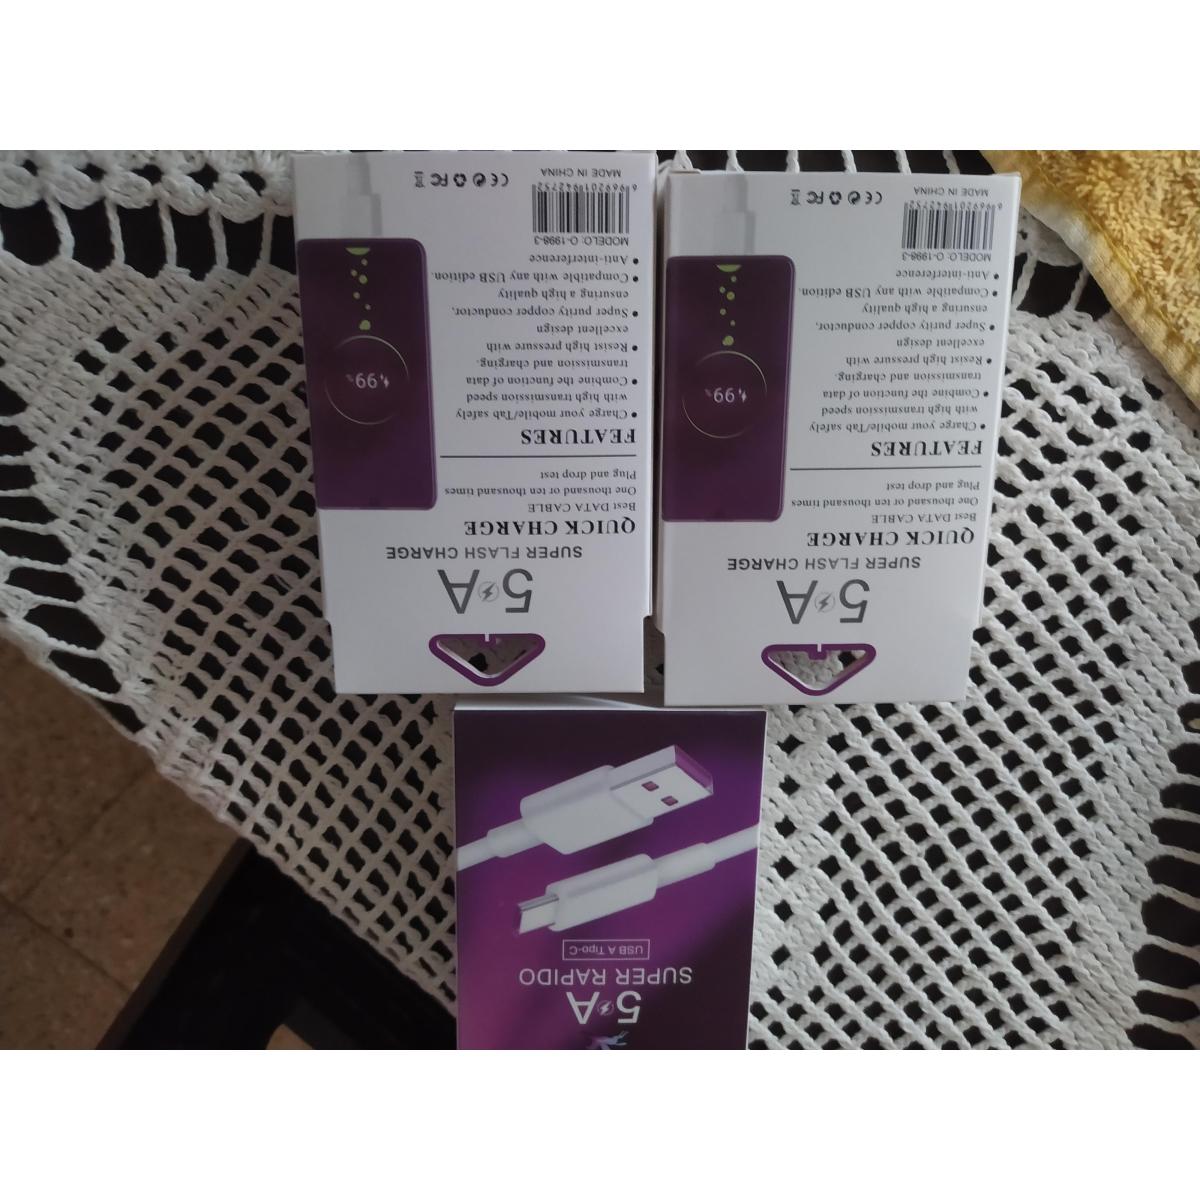 5A
SUPER FLASH CHARGE
QUICK CHARGE
Best DATA CABLE
One thousand or ten thousand times
Plug and drop test
FEATURES
• Charge your mobile/Tab safely
with high transmission speed
• Combine the function of data
transmission and charging.
• Resist high pressure with
excellent design
• Super purity copper conductor,
ensuring a high quality
• Compatible with any USB edition.
• Anti-interference
MODELO: O-1998-3
6969201942752
MADE IN CHINA
CE FC
99%
5A
SUPER FLASH CHARGE
QUICK CHARGE
Best DATA CABLE
One thousand or ten thousand times
Plug and drop test
FEATURES
• Charge your mobile/Tab safely
with high transmission speed
• Combine the function of data
transmission and charging.
• Resist high pressure with
excellent design
• Super purity copper conductor,
ensuring a high quality
• Compatible with any USB edition.
• Anti-interference
MODELO: O-1998-3
6969201942752
MADE IN CHINA
CE FC
99%
5A
SUPER RAPIDO
USB A Tipo-C